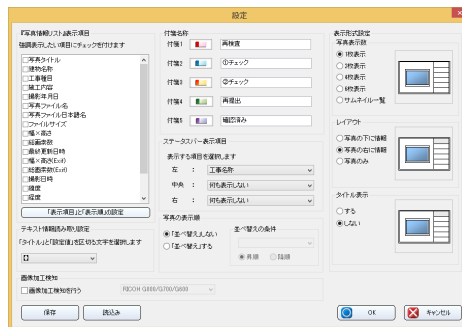 設定
『写真情報リスト』表示項目
強調表示したい項目にチェックを付けます
写真タイトル
建物名称
工事種目
施工内容
撮影年月日
写真ファイル名
写真ファイル日本語名
ファイルサイズ
幅×高さ
総画素数
最終更新日時
幅×高さ(Exif)
総画素数(Exif)
撮影日時
緯度
経度
「表示項目」と「表示順」の設定
テキスト情報読み取り設定
「タイトル」と「設定値」を区切る文字を選択します
画像加工検知
画像加工検知を行う
RICOH G800/G700/G600
保存
読込み
付箋名称
付箋1 再検査
付箋2 ①チェック
付箋3 ②チェック
付箋4 再提出
付箋5 確認済み
ステータスバー表示項目
表示する項目を選択します
左 : 工事名称
中央 : 何も表示しない
右 : 何も表示しない
写真の表示順
「並べ替え」しない
「並べ替え」する
並べ替えの条件
昇順 降順
表示形式設定
写真表示数
1枚表示
2枚表示
4枚表示
6枚表示
サムネイル一覧
レイアウト
写真の下に情報
写真の右に情報
写真のみ
タイトル表示
する
しない
OK
キャンセル